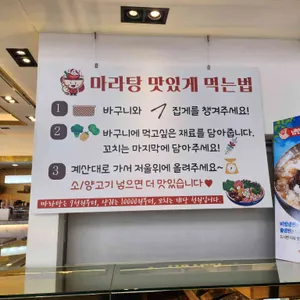 마라탕 맛있게 먹는법
1 바구니와 집게를 챙겨주세요!
2 바구니에 먹고싶은 재료를 담아줍니다.
꼬치는 마지막에 담아주세요!
3 계산대로 가서 저울위에 올려주세요~
소/양고기 넣으면 더 맛있습니다♥